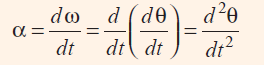 α = dω/dt = d/dt (dθ/dt) = d²θ/dt²